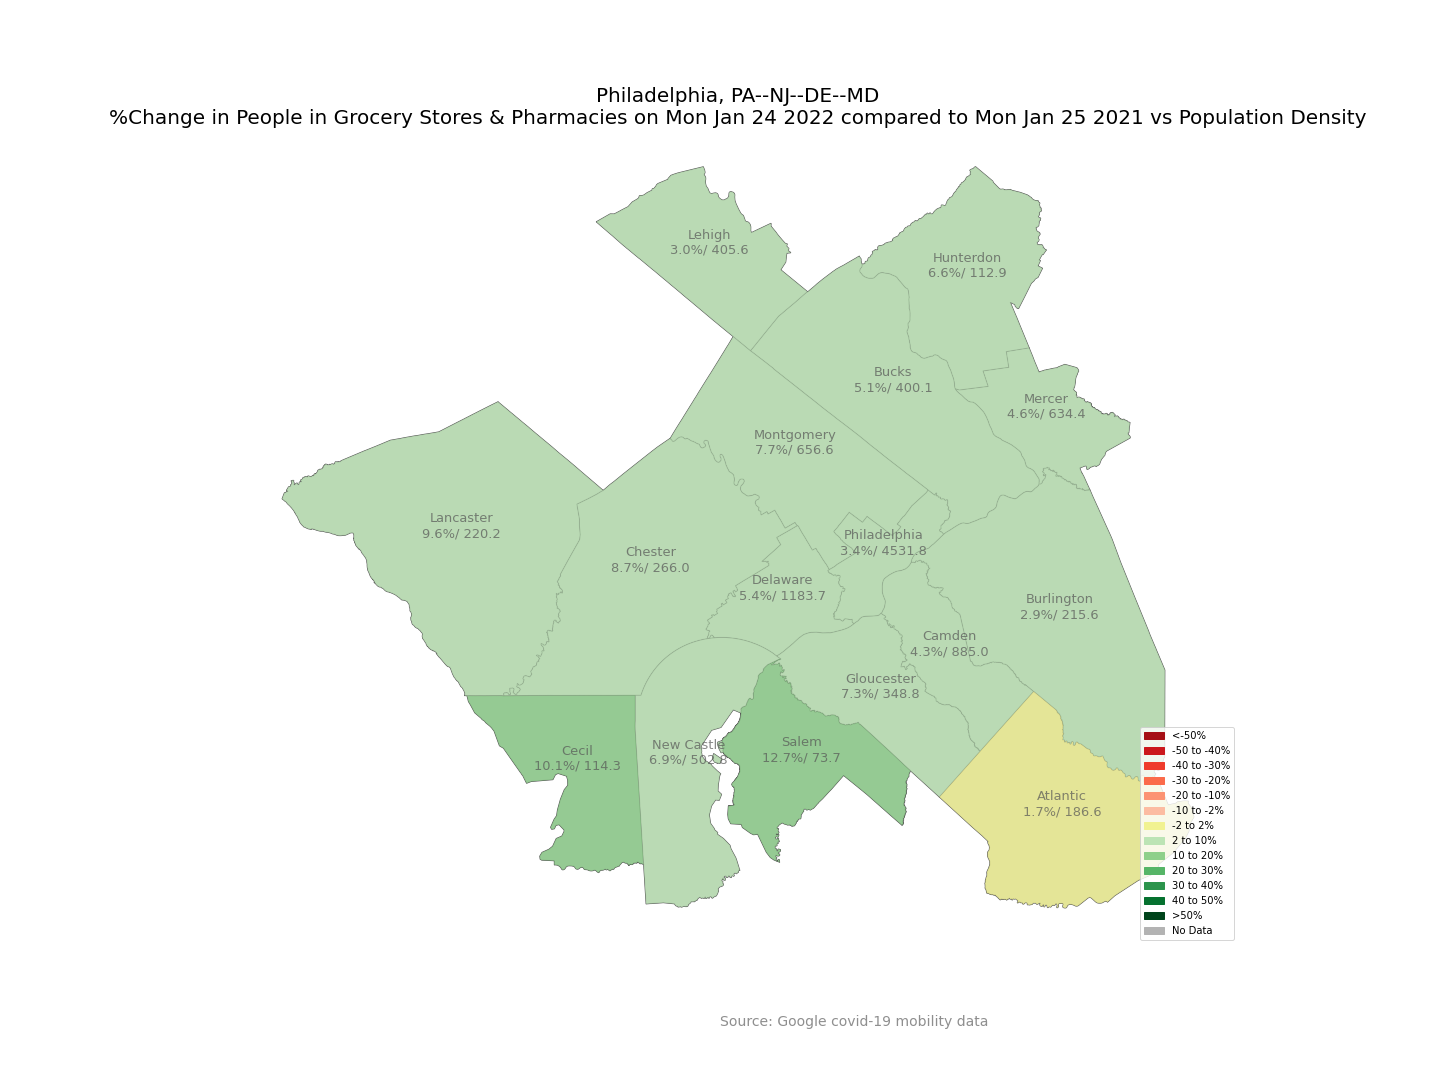 Philadelphia, PA--NJ--DE--MD
%Change in People in Grocery Stores & Pharmacies on Mon Jan 24 2022 compared to Mon Jan 25 2021 vs Population Density
Lehigh
3.0%/ 405.6
Hunterdon
6.6%/ 112.9
Bucks
5.1%/ 400.1
Mercer
4.6%/ 634.4
Montgomery
7.7%/ 656.6
Lancaster
9.6%/ 220.2
Chester
8.7%/ 266.0
Philadelphia
3.4%/ 4531.8
Delaware
5.4%/ 1183.7
Burlington
2.9%/ 215.6
Camden
4.3%/ 885.0
Gloucester
7.3%/ 348.8
Cecil
10.1%/ 114.3
New Castle
6.9%/ 502.8
Salem
12.7%/ 73.7
Atlantic
1.7%/ 186.6
<-50%
-50 to -40%
-40 to -30%
-30 to -20%
-20 to -10%
-10 to -2%
-2 to 2%
2 to 10%
10 to 20%
20 to 30%
30 to 40%
40 to 50%
>50%
No Data
Source: Google covid-19 mobility data